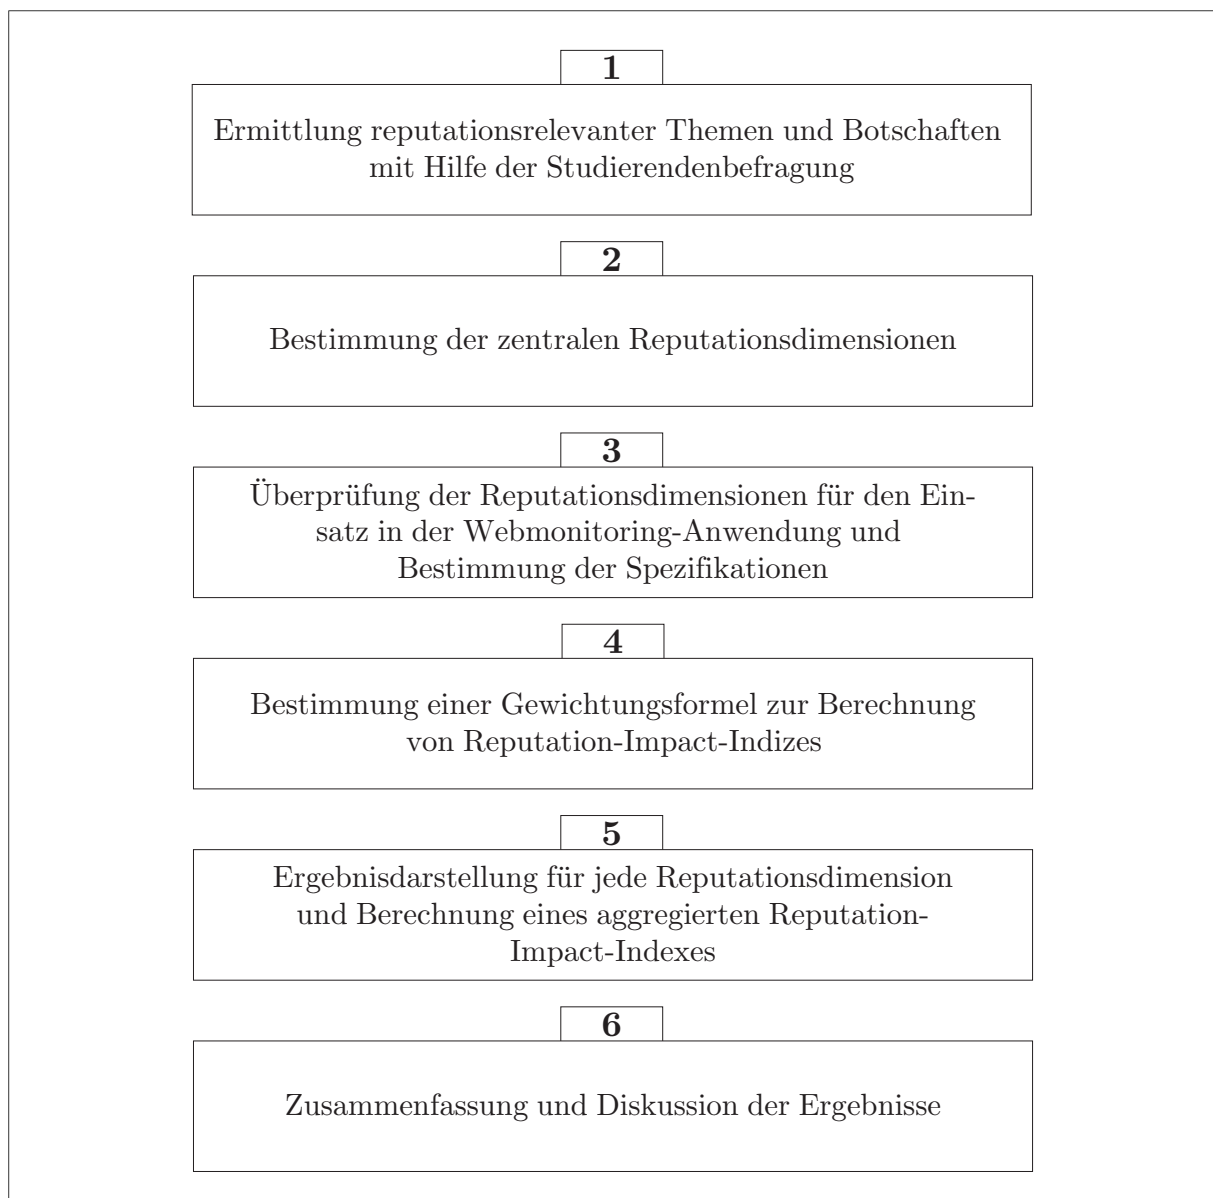 1
Ermittlung reputationsrelevanter Themen und Botschaften
mit Hilfe der Studierendenbefragung
2
Bestimmung der zentralen Reputationsdimensionen
3
Überprüfung der Reputationsdimensionen für den Ein-
satz in der Webmonitoring-Anwendung und
Bestimmung der Spezifikationen
4
Bestimmung einer Gewichtungsformel zur Berechnung
von Reputation-Impact-Indizes
5
Ergebnisdarstellung für jede Reputationsdimension
und Berechnung eines aggregierten Reputation-
Impact-Indexes
6
Zusammenfassung und Diskussion der Ergebnisse